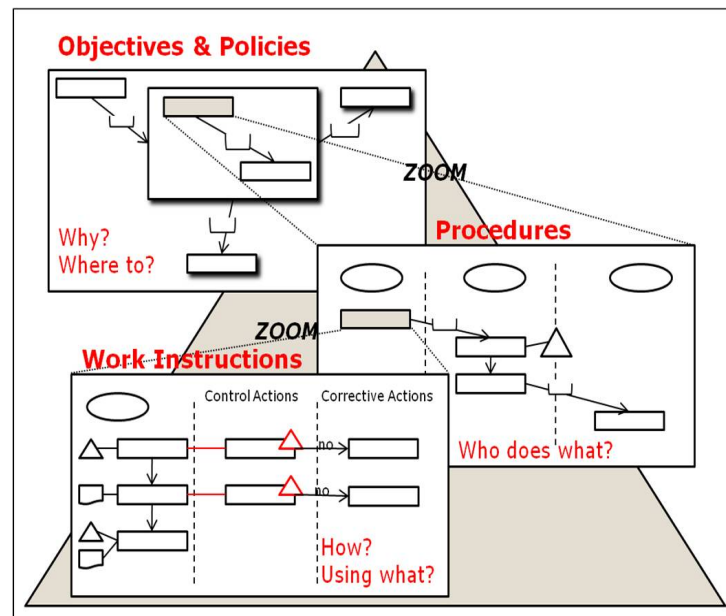 Objectives & Policies
ZOOM
Why?
Where to?
Procedures
ZOOM
Work Instructions
Control Actions
Corrective Actions
no
no
Who does what?
How?
Using what?